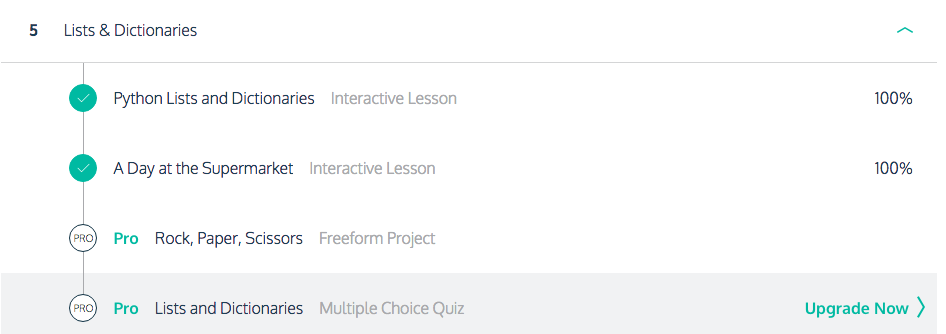 5 Lists & Dictionaries
Python Lists and Dictionaries Interactive Lesson 100%
A Day at the Supermarket Interactive Lesson 100%
PRO Pro Rock, Paper, Scissors Freeform Project
PRO Pro Lists and Dictionaries Multiple Choice Quiz Upgrade Now